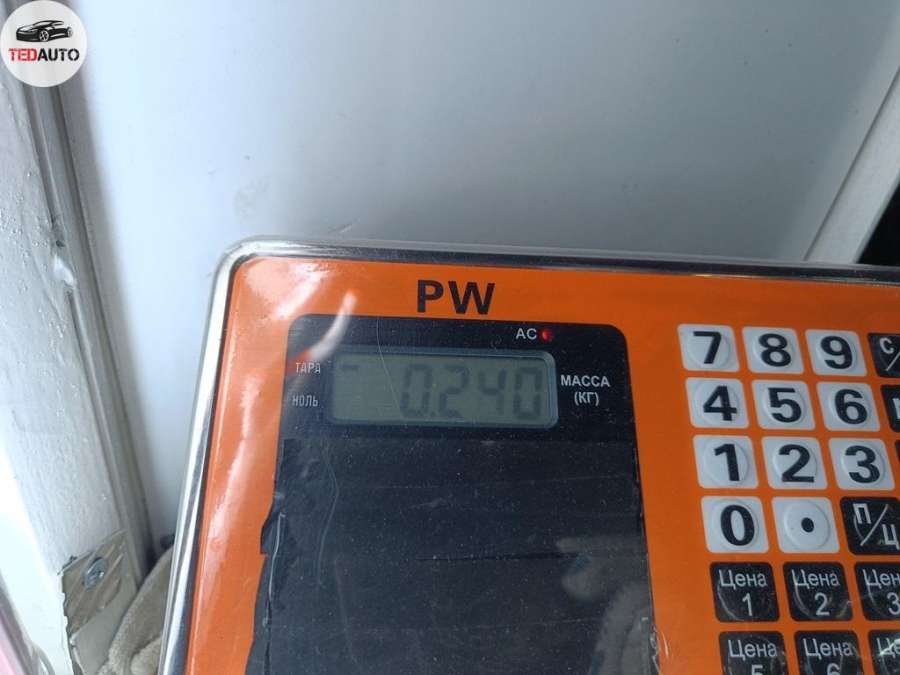 TEDAUTO
PW
AC
ТАРА
НОЛЬ
0.240
МАССА
(КГ)
7 8 9
4 5 6
1 2 3
0 •
П/Ц
Цена 1
Цена 2
Цена